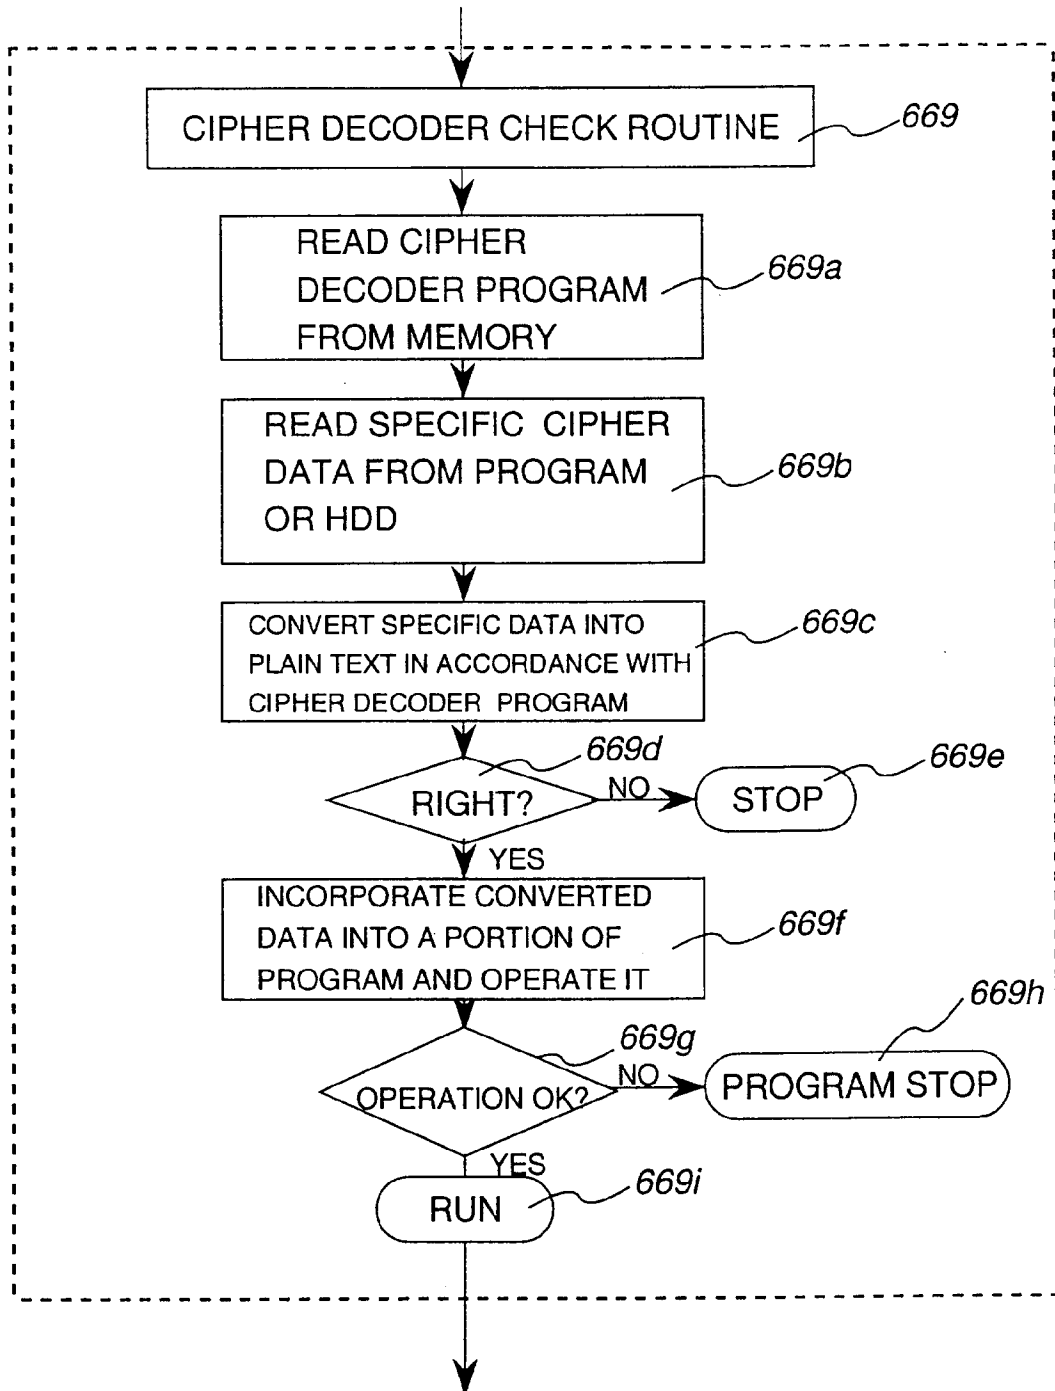 CIPHER DECODER CHECK ROUTINE
669
READ CIPHER
DECODER PROGRAM
FROM MEMORY
669a
READ SPECIFIC CIPHER
DATA FROM PROGRAM
OR HDD
669b
CONVERT SPECIFIC DATA INTO
PLAIN TEXT IN ACCORDANCE WITH
CIPHER DECODER PROGRAM
669c
669d
RIGHT?
NO
STOP
669e
YES
INCORPORATE CONVERTED
DATA INTO A PORTION OF
PROGRAM AND OPERATE IT
669f
669g
OPERATION OK?
NO
PROGRAM STOP
669h
YES
RUN
669i